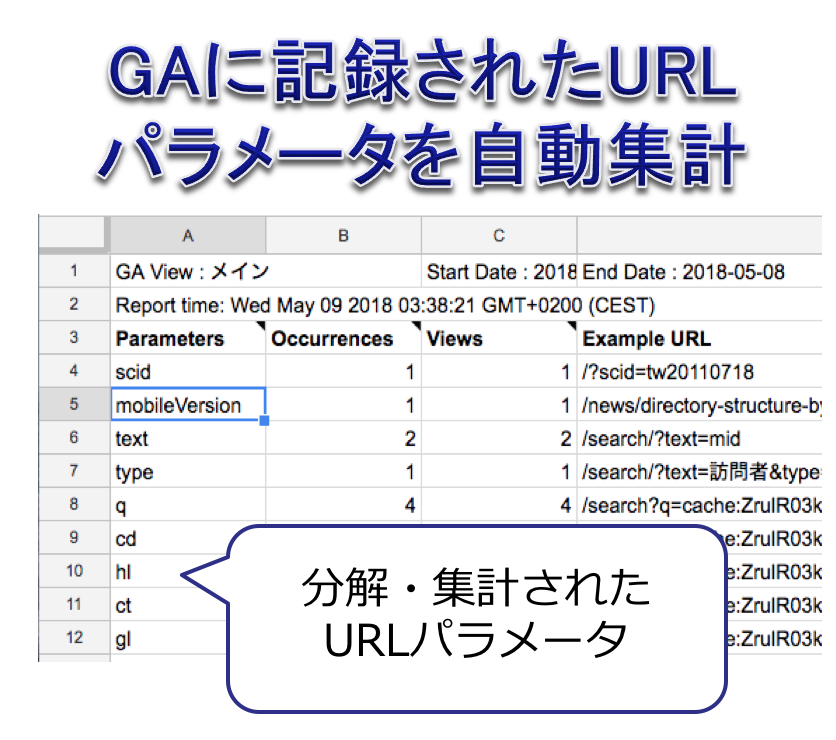 GAに記録されたURL
パラメータを自動集計
A B C
1 GA View : メイン Start Date : 2018 End Date : 2018-05-08
2 Report time: Wed May 09 2018 03:38:21 GMT+0200 (CEST)
3 Parameters Occurrences Views Example URL
4 scid 1 1 /?scid=tw20110718
5 mobileVersion 1 1 /news/directory-structure-by
6 text 2 2 /search/?text=mid
7 type 1 1 /search/?text=訪問者&type=
8 q 4 4 /search?q=cache:ZrulR03k
9 cd e:ZrulR03k
10 hl e:ZrulR03k
11 ct e:ZrulR03k
12 gl e:ZrulR03k
分解・集計された
URLパラメータ